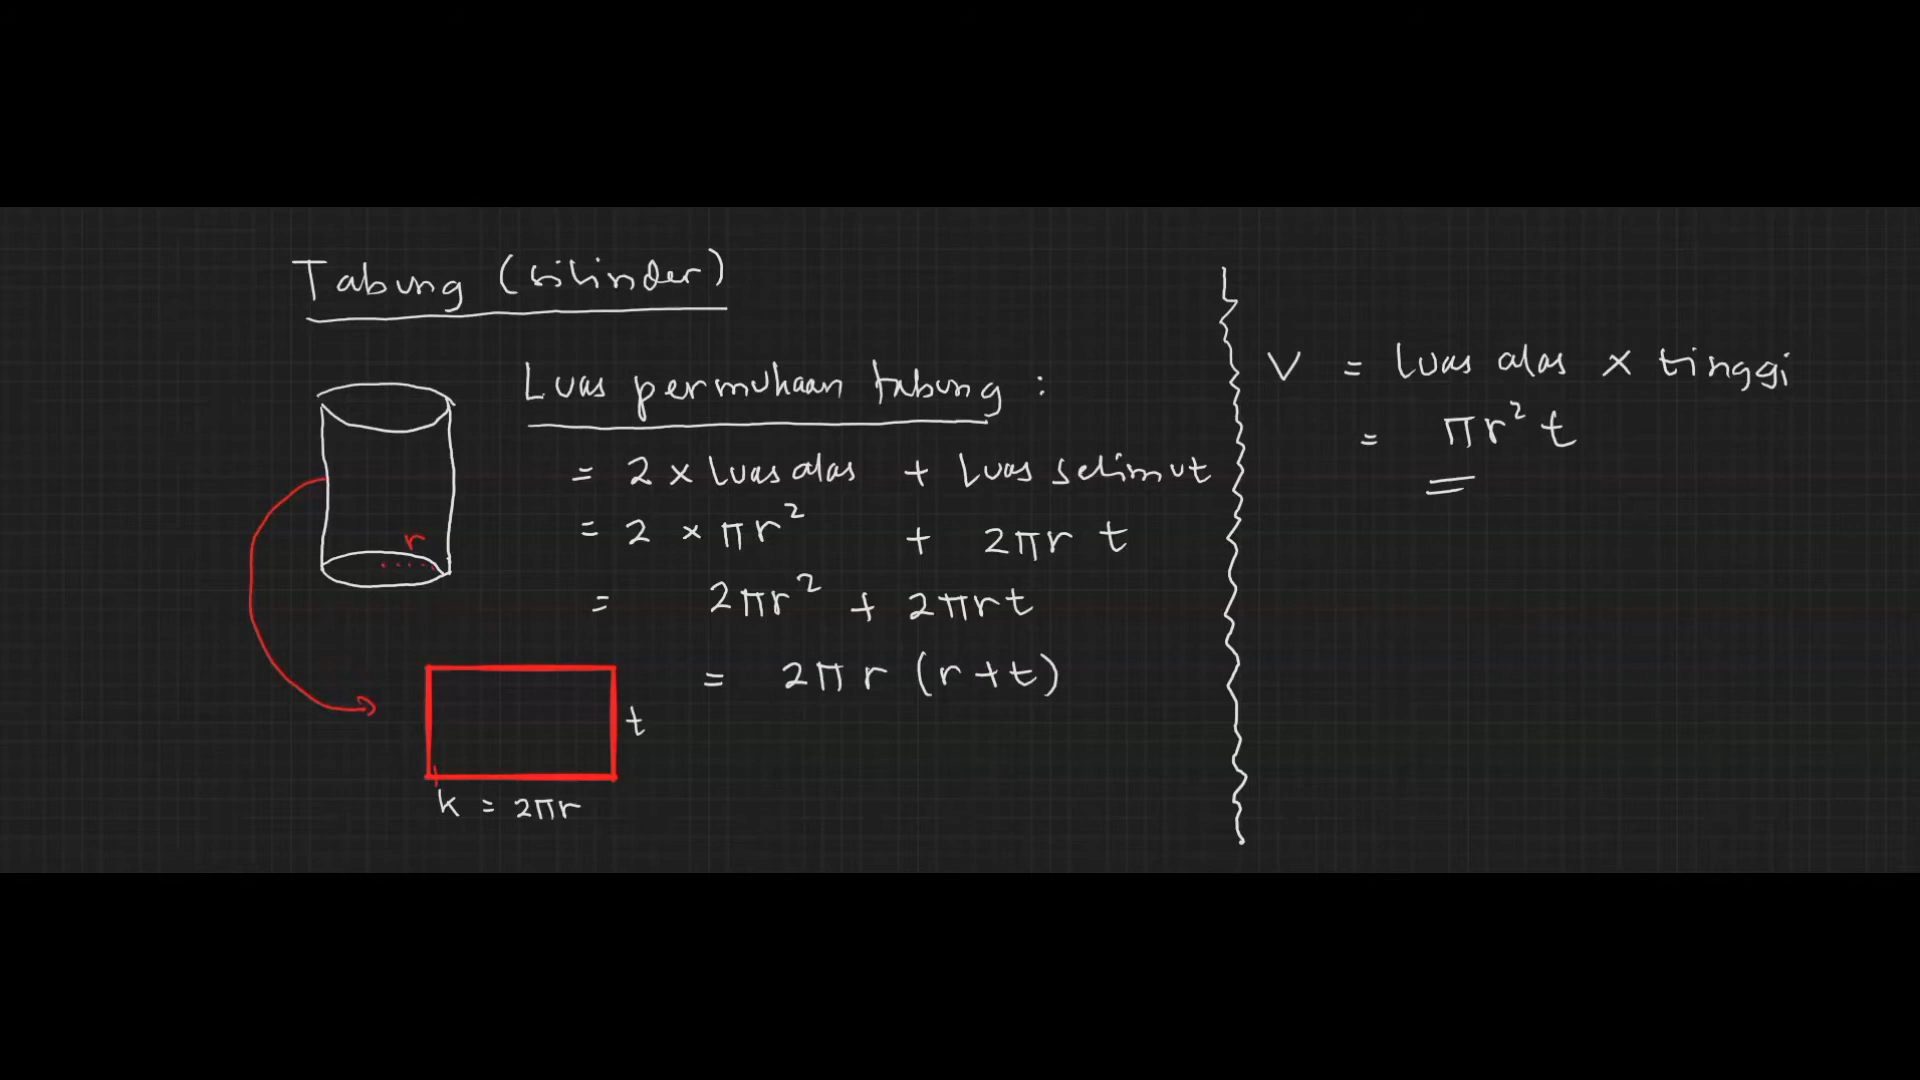 Tabung (silinder)
Luas permukaan tabung :
= 2 × Luas alas + Luas selimut
= 2 × πr² + 2πr t
= 2πr² + 2πrt
= 2πr (r+t)
r
t
k = 2πr
V = Luas alas × tinggi
= πr² t